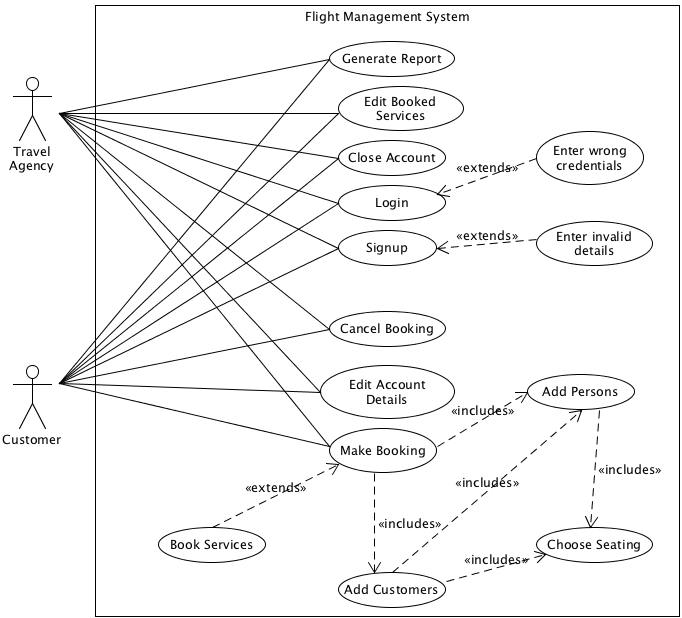 Flight Management System
Generate Report
Travel
Agency
Edit Booked
Services
Close Account
Enter wrong
credentials
«extends»
Login
Signup
«extends»
Enter invalid
details
Cancel Booking
Customer
Edit Account
Details
Add Persons
«includes»
Make Booking
«extends»
«includes»
«includes»
«includes»
Book Services
«includes»
Choose Seating
Add Customers